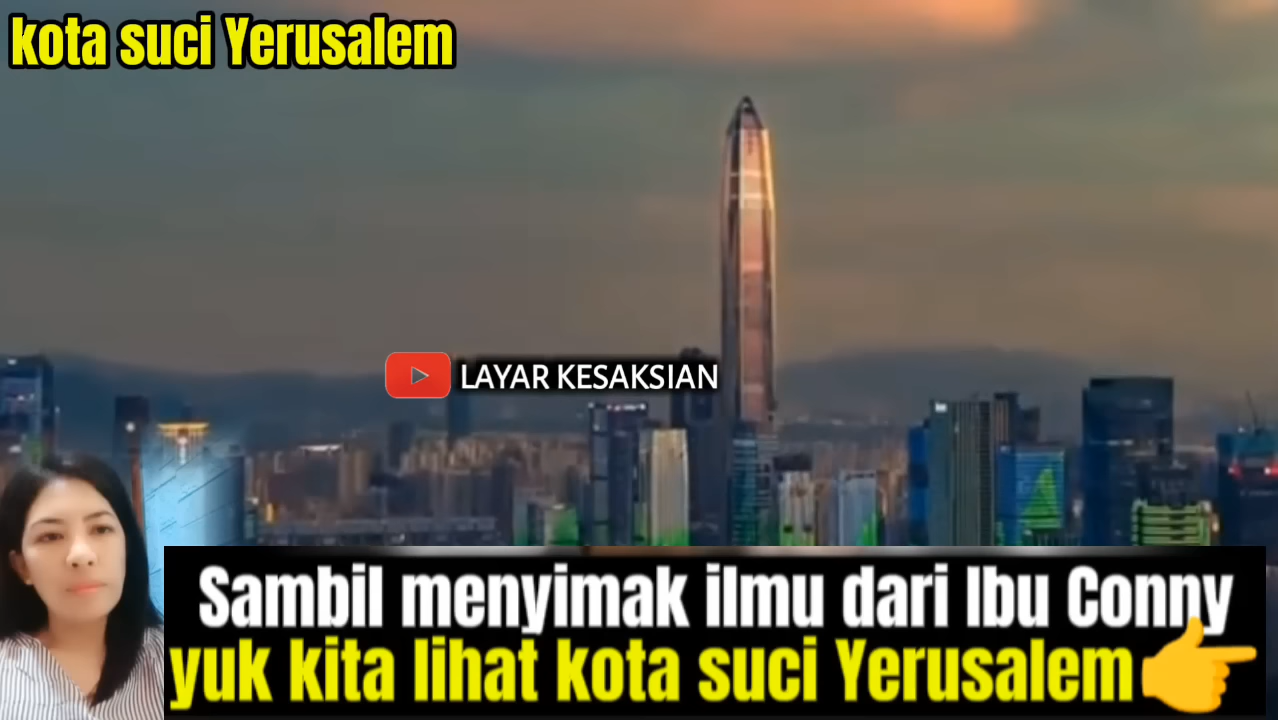 kota suci Yerusalem
LAYAR KESAKSIAN
Sambil menyimak ilmu dari Ibu Conny
yuk kita lihat kota suci Yerusalem